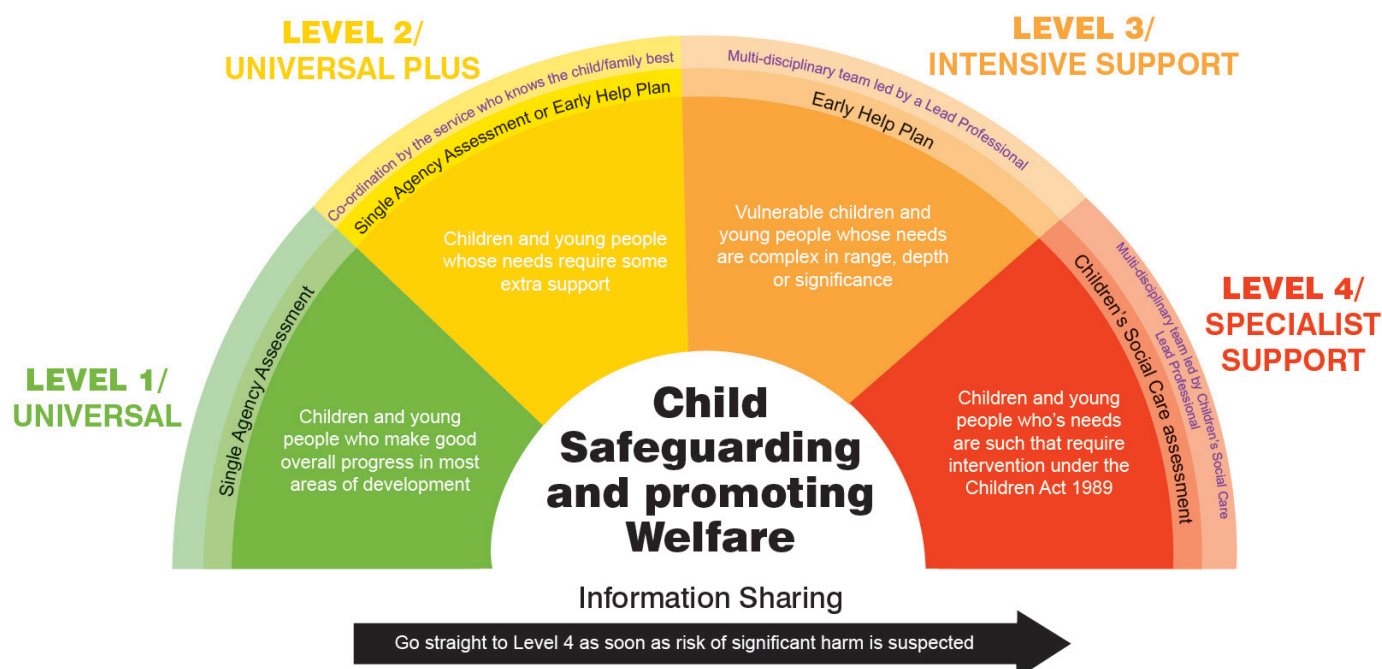 LEVEL 1/
UNIVERSAL
Single Agency Assessment
Children and young
people who make good
overall progress in most
areas of development
LEVEL 2/
UNIVERSAL PLUS
Co-ordination by the service who knows the child/family best
Single Agency Assessment or Early Help Plan
Children and young people
whose needs require some
extra support
LEVEL 3/
INTENSIVE SUPPORT
Multi-disciplinary team led by a Lead Professional
Early Help Plan
Vulnerable children and
young people whose needs
are complex in range, depth
or significance
LEVEL 4/
SPECIALIST
SUPPORT
Multi-disciplinary team led by Children's Social Care
Lead Professional
Children's Social Care assessment
Children and young
people who's needs
are such that require
intervention under the
Children Act 1989
Child
Safeguarding
and promoting
Welfare
Information Sharing
Go straight to Level 4 as soon as risk of significant harm is suspected